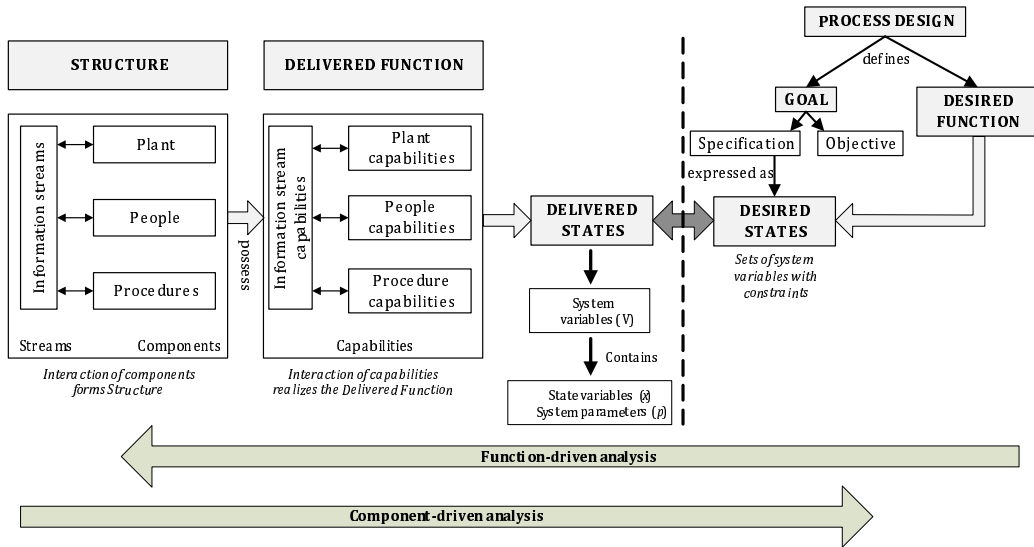 PROCESS DESIGN
defines
STRUCTURE
DELIVERED FUNCTION
GOAL
DESIRED
FUNCTION
Specification
Objective
expressed as
Information streams
Plant
People
Procedures
Streams
Components
Interaction of components
forms Structure
possess
Information stream
capabilities
Plant
capabilities
People
capabilities
Procedure
capabilities
Capabilities
Interaction of capabilities
realizes the Delivered Function
DELIVERED
STATES
DESIRED
STATES
Sets of system
variables with
constraints
System
variables (V)
Contains
State variables (x)
System parameters (p)
Function-driven analysis
Component-driven analysis